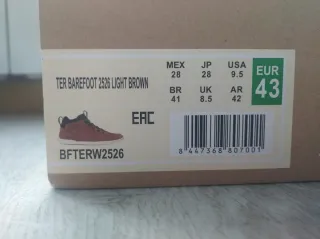 TER BAREFOOT 2526 LIGHT BROWN
MEX JP USA
28 28 9.5
BR UK AR
41 8.5 42
EUR
43
EAC
BFTERW2526
8 447368 807001